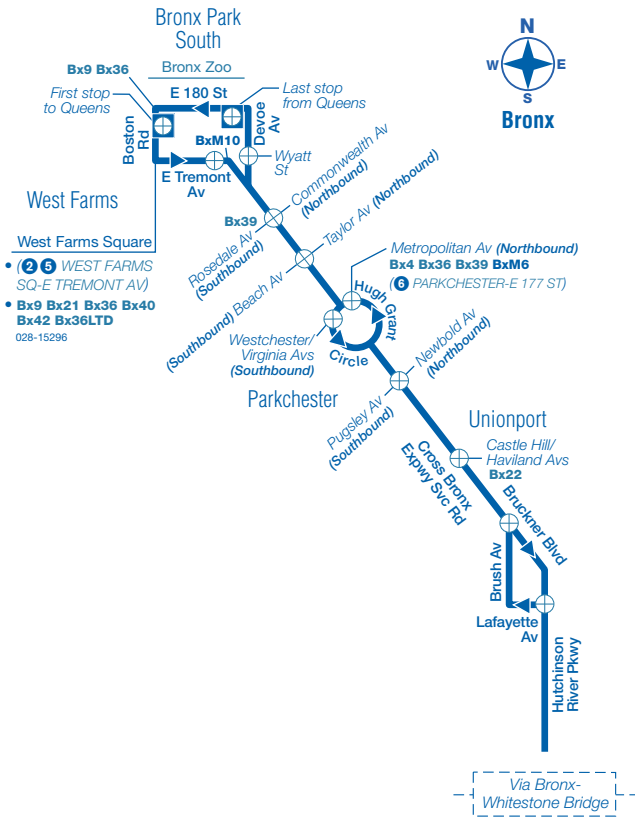 Bronx Park
South
Bronx Zoo
N
W
E
S
Bronx
Bx9 Bx36
First stop
to Queens
E 180 St
Last stop
from Queens
Boston
Rd
Devoe
Av
BxM10
Wyatt
St
E Tremont
Av
West Farms
West Farms Square
• (2 5 WEST FARMS
SQ-E TREMONT AV)
• Bx9 Bx21 Bx36 Bx40
Bx42 Bx36LTD
028-15296
Commonwealth Av
(Northbound)
Bx39
Rosedale Av
(Southbound)
Taylor Av (Northbound)
(Southbound) Beach Av
Metropolitan Av (Northbound)
Bx4 Bx36 Bx39 BxM6
(6 PARKCHESTER-E 177 ST)
Hugh Grant
Circle
Westchester/
Virginia Avs
(Southbound)
Parkchester
Newbold Av
(Northbound)
Pugsley Av
(Southbound)
Unionport
Castle Hill/
Haviland Avs
Bx22
Cross Bronx
Expwy Svc Rd
Bruckner Blvd
Brush Av
Lafayette
Av
Hutchinson
River Pkwy
Via Bronx-
Whitestone Bridge